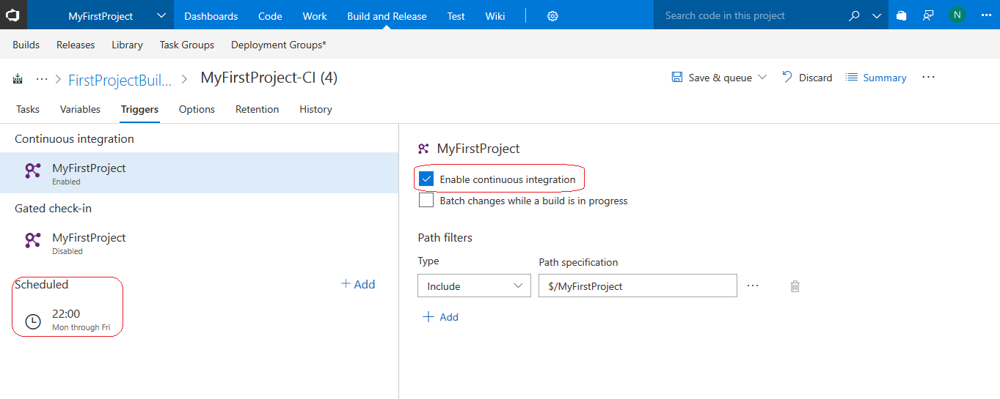 MyFirstProject Dashboards Code Work Build and Release Test Wiki Search code in this project N
Builds Releases Library Task Groups Deployment Groups*
... > FirstProjectBuil... > MyFirstProject-CI (4) Save & queue Discard Summary ...
Tasks Variables Triggers Options Retention History
Continuous integration
MyFirstProject
Enabled
Gated check-in
MyFirstProject
Disabled
Scheduled + Add
22:00
Mon through Fri
MyFirstProject
Enable continuous integration
Batch changes while a build is in progress
Path filters
Type Path specification
Include $/MyFirstProject ...
+ Add